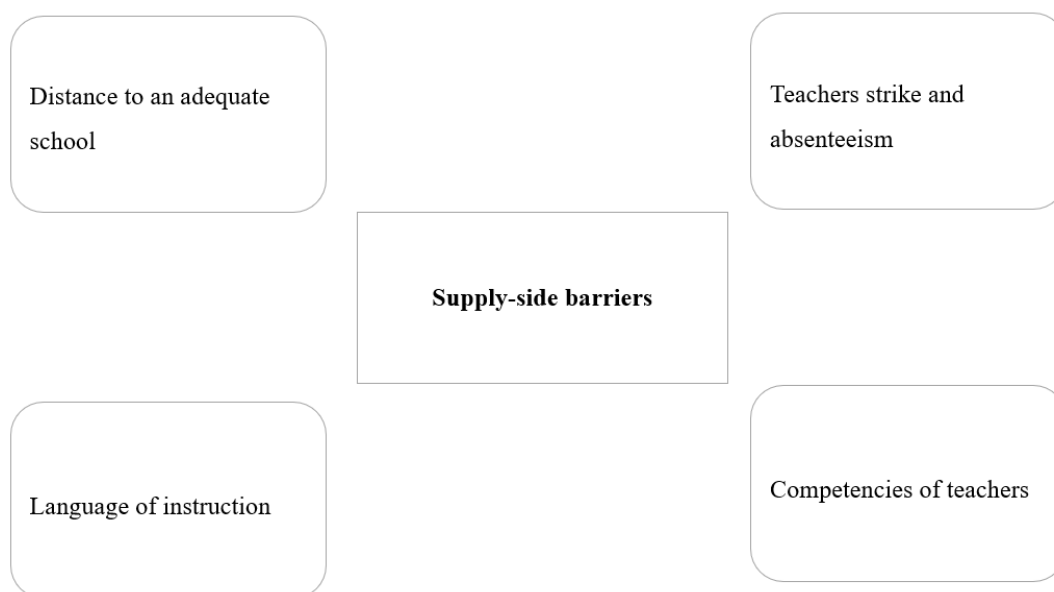 Distance to an adequate
school
Teachers strike and
absenteeism
Supply-side barriers
Language of instruction
Competencies of teachers